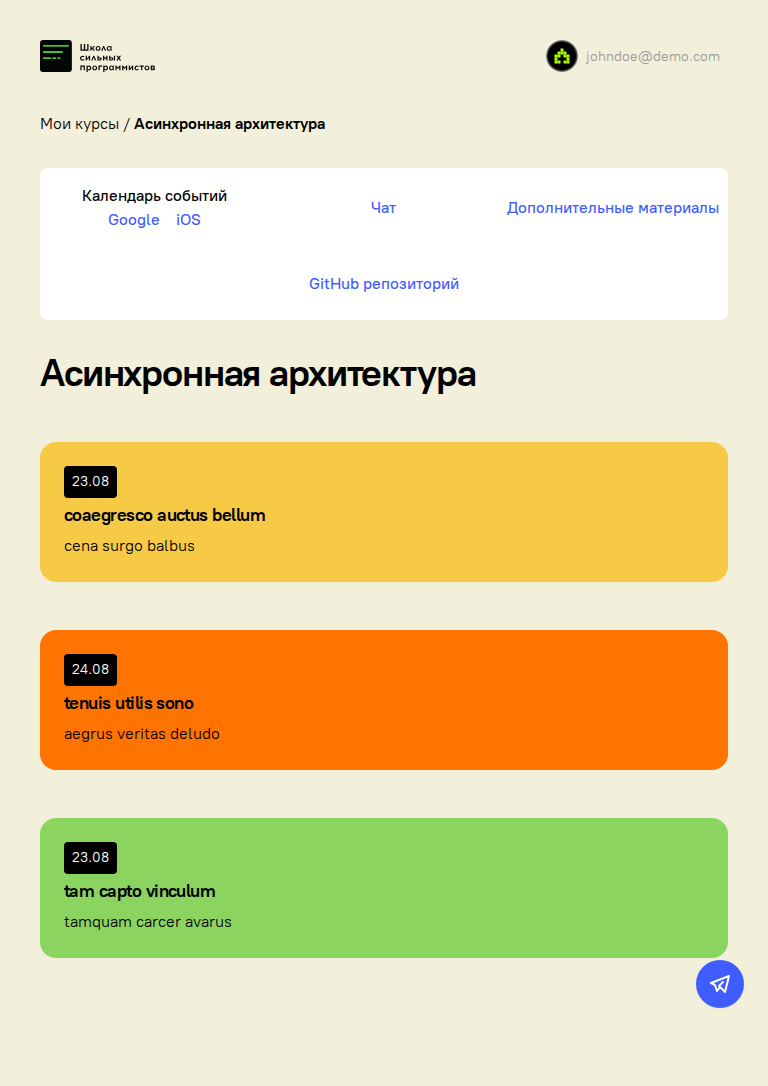 Школа
сильных
программистов
johndoe@demo.com
Мои курсы / Асинхронная архитектура
Календарь событий
Google iOS
Чат
Дополнительные материалы
GitHub репозиторий
Асинхронная архитектура
23.08
coaegresco auctus bellum
cena surgo balbus
24.08
tenuis utilis sono
aegrus veritas deludo
23.08
tam capto vinculum
tamquam carcer avarus